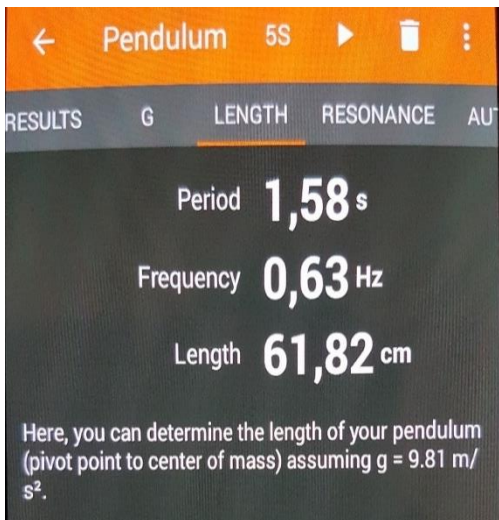 Pendulum 5S
RESULTS G LENGTH RESONANCE AU
Period 1,58 s
Frequency 0,63 Hz
Length 61,82 cm
Here, you can determine the length of your pendulum
(pivot point to center of mass) assuming g = 9.81 m/
s².